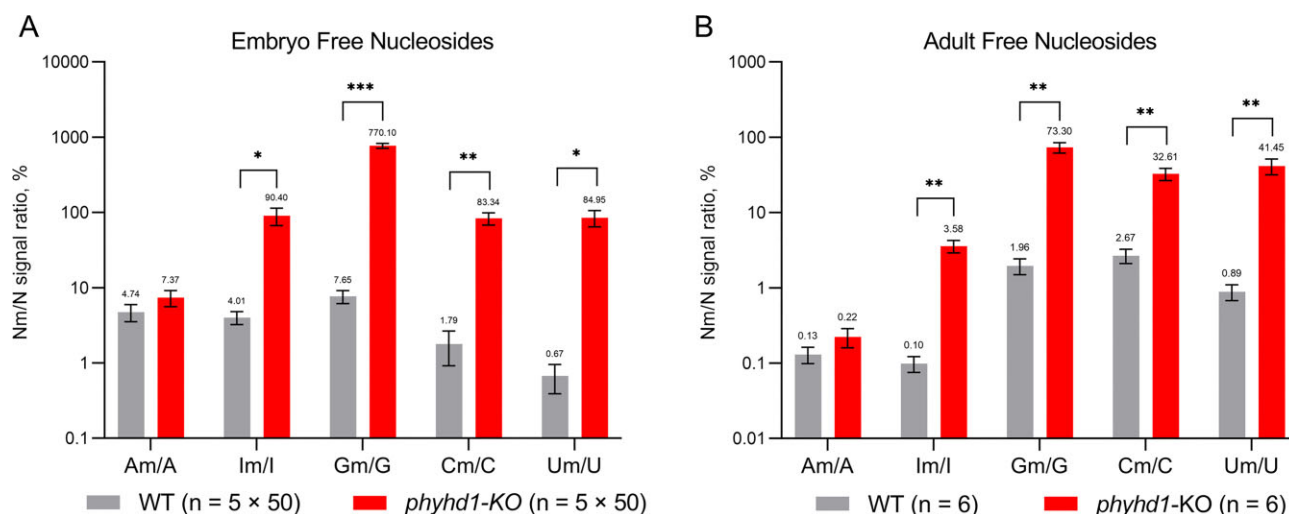 A
Embryo Free Nucleosides
Nm/N signal ratio, %
10000
1000
100
10
1
0.1
*
***
**
*
4.74
7.37
4.01
90.40
7.65
770.10
1.79
83.34
0.67
84.95
Am/A
Im/I
Gm/G
Cm/C
Um/U
WT (n = 5 × 50)
phyhd1-KO (n = 5 × 50)
B
Adult Free Nucleosides
Nm/N signal ratio, %
1000
100
10
1
0.1
0.01
**
**
**
**
0.13
0.22
0.10
3.58
1.96
73.30
2.67
32.61
0.89
41.45
Am/A
Im/I
Gm/G
Cm/C
Um/U
WT (n = 6)
phyhd1-KO (n = 6)